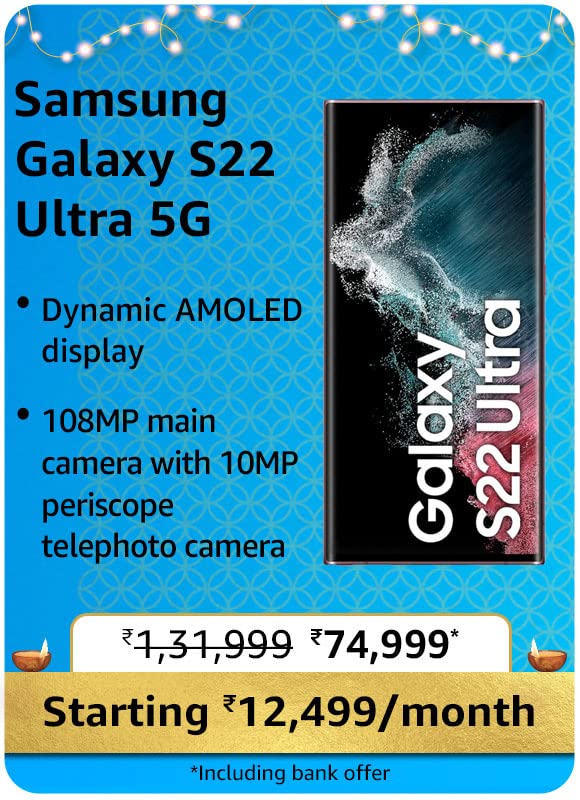 Samsung
Galaxy S22
Ultra 5G
• Dynamic AMOLED
display
• 108MP main
camera with 10MP
periscope
telephoto camera
Galaxy
S22 Ultra
₹1,31,999 ₹74,999*
Starting ₹12,499/month
*Including bank offer